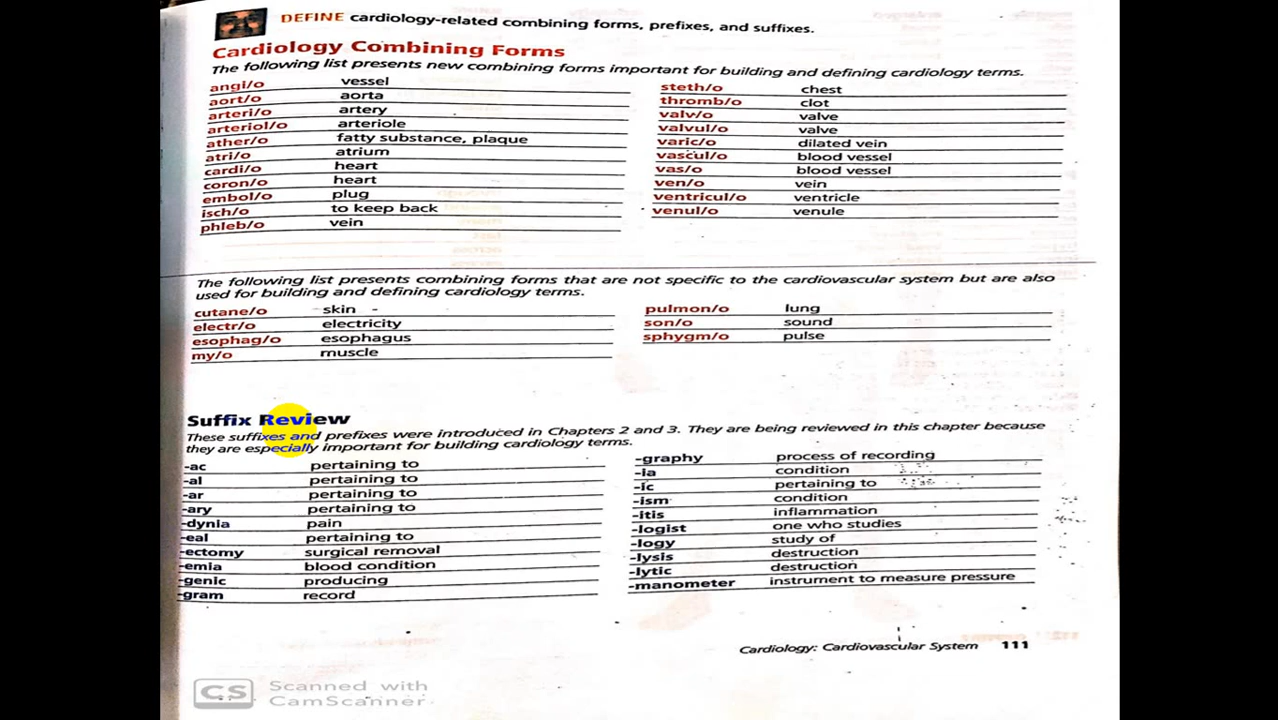 DEFINE cardiology-related combining forms, prefixes, and suffixes.
Cardiology Combining Forms
The following list presents new combining forms important for building and defining cardiology terms.
angi/o vessel
aort/o aorta
arteri/o artery
arteriol/o arteriole
ather/o fatty substance, plaque
atri/o atrium
cardi/o heart
coron/o heart
embol/o plug
isch/o to keep back
phleb/o vein
steth/o chest
thromb/o clot
valv/o valve
valvul/o valve
varic/o dilated vein
vascul/o blood vessel
vas/o blood vessel
ven/o vein
ventricul/o ventricle
venul/o venule
The following list presents combining forms that are not specific to the cardiovascular system but are also
used for building and defining cardiology terms.
cutane/o skin
electr/o electricity
esophag/o esophagus
my/o muscle
pulmon/o lung
son/o sound
sphygm/o pulse
Suffix Review
These suffixes and prefixes were introduced in Chapters 2 and 3. They are being reviewed in this chapter because
they are especially important for building cardiology terms.
-ac pertaining to
-al pertaining to
-ar pertaining to
-ary pertaining to
-dynia pain
-eal pertaining to
-ectomy surgical removal
-emia blood condition
-genic producing
-gram record
-graphy process of recording
-ia condition
-ic pertaining to
-ism condition
-itis inflammation
-logist one who studies
-logy study of
-lysis destruction
-lytic destruction
-manometer instrument to measure pressure
Cardiology: Cardiovascular System 111
CS Scanned with
CamScanner